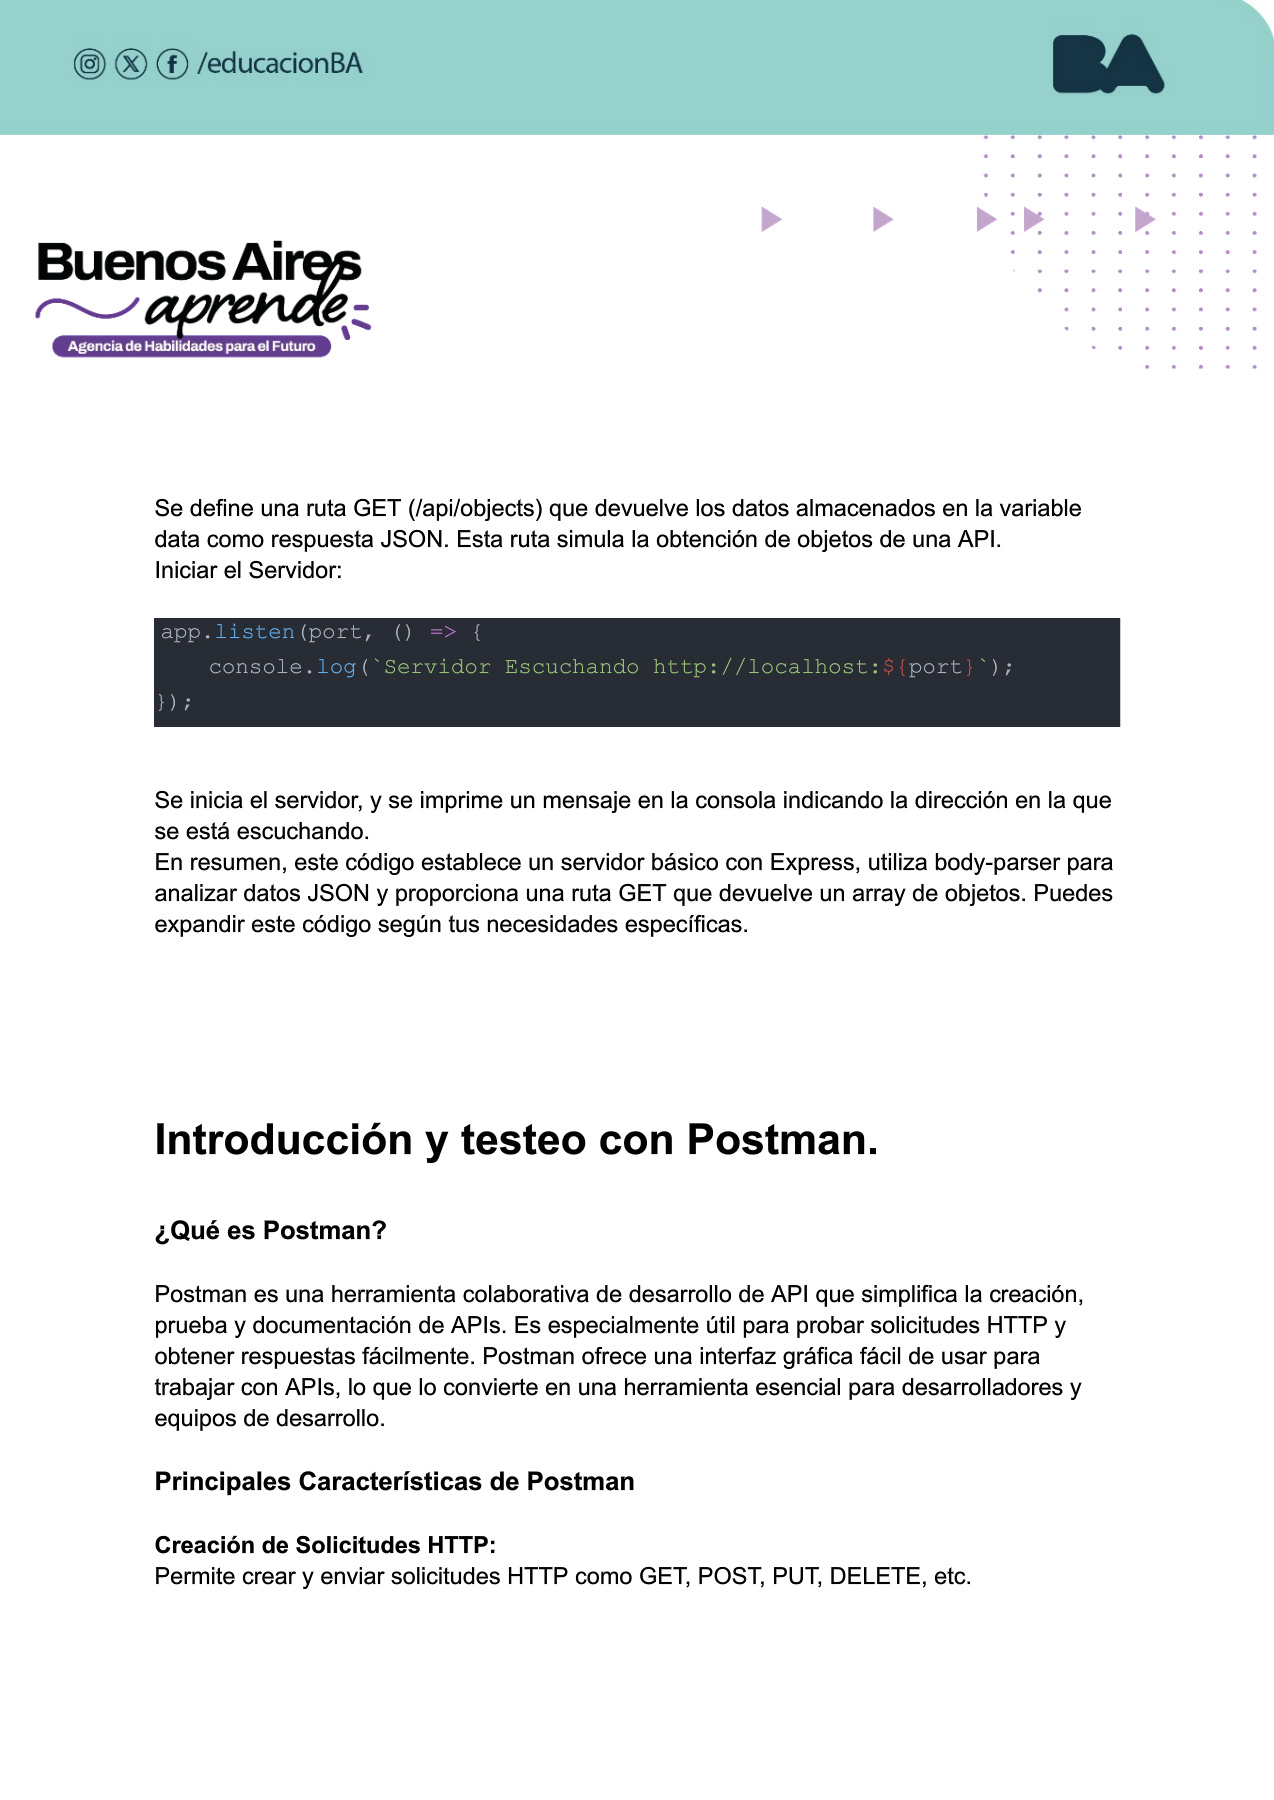 /educacionBA
BA
Buenos Aires
aprende
Agencia de Habilidades para el Futuro
Se define una ruta GET (/api/objects) que devuelve los datos almacenados en la variable
data como respuesta JSON. Esta ruta simula la obtención de objetos de una API.
Iniciar el Servidor:
app.listen(port, () => {
    console.log(`Servidor Escuchando http://localhost:${port}`);
});
Se inicia el servidor, y se imprime un mensaje en la consola indicando la dirección en la que
se está escuchando.
En resumen, este código establece un servidor básico con Express, utiliza body-parser para
analizar datos JSON y proporciona una ruta GET que devuelve un array de objetos. Puedes
expandir este código según tus necesidades específicas.
Introducción y testeo con Postman.
¿Qué es Postman?
Postman es una herramienta colaborativa de desarrollo de API que simplifica la creación,
prueba y documentación de APIs. Es especialmente útil para probar solicitudes HTTP y
obtener respuestas fácilmente. Postman ofrece una interfaz gráfica fácil de usar para
trabajar con APIs, lo que lo convierte en una herramienta esencial para desarrolladores y
equipos de desarrollo.
Principales Características de Postman
Creación de Solicitudes HTTP:
Permite crear y enviar solicitudes HTTP como GET, POST, PUT, DELETE, etc.